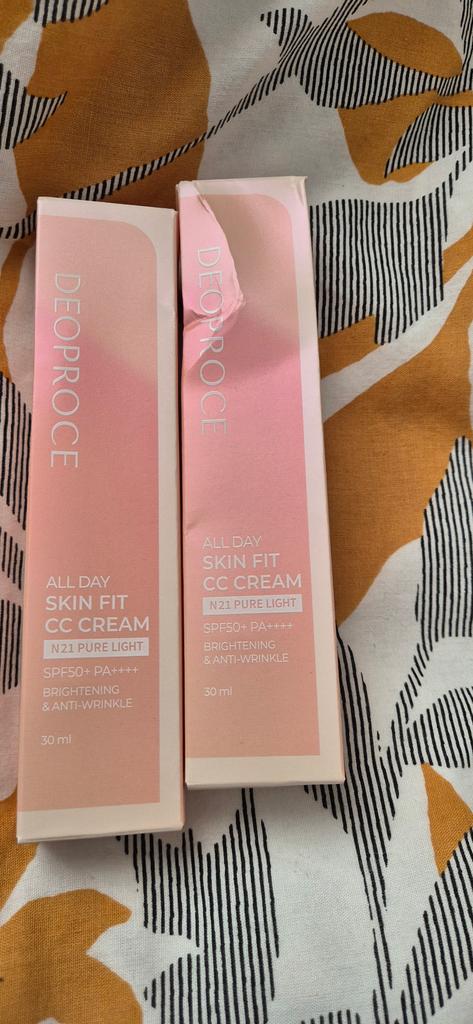 DEOPROCE
ALL DAY
SKIN FIT
CC CREAM
N21 PURE LIGHT
SPF50+ PA++++
BRIGHTENING
& ANTI-WRINKLE
30 ml
DEOPROCE
ALL DAY
SKIN FIT
CC CREAM
N21 PURE LIGHT
SPF50+ PA++++
BRIGHTENING
& ANTI-WRINKLE
30 ml